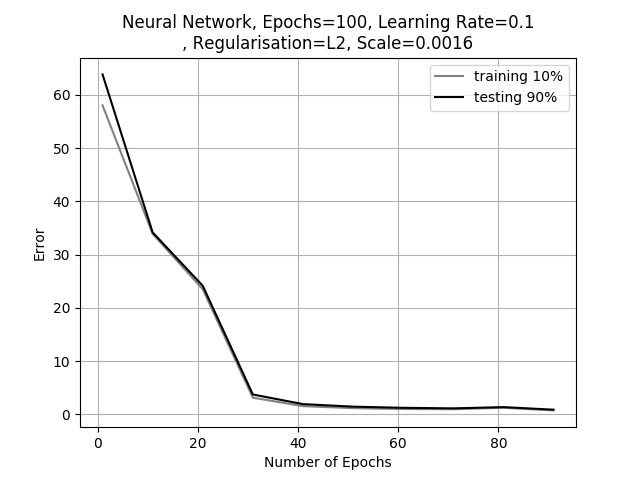 Neural Network, Epochs=100, Learning Rate=0.1
, Regularisation=L2, Scale=0.0016
training 10%
testing 90%
60
50
40
30
20
10
0
Error
0 20 40 60 80
Number of Epochs